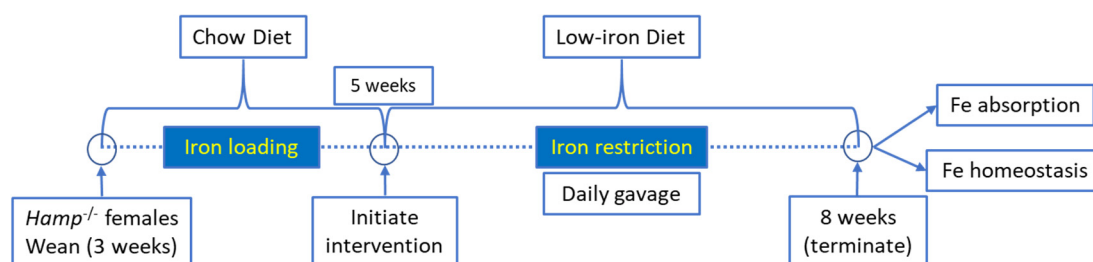 Chow Diet
Low-iron Diet
5 weeks
Fe absorption
Iron loading
Iron restriction
Fe homeostasis
Daily gavage
Hamp-/- females
Wean (3 weeks)
Initiate
intervention
8 weeks
(terminate)